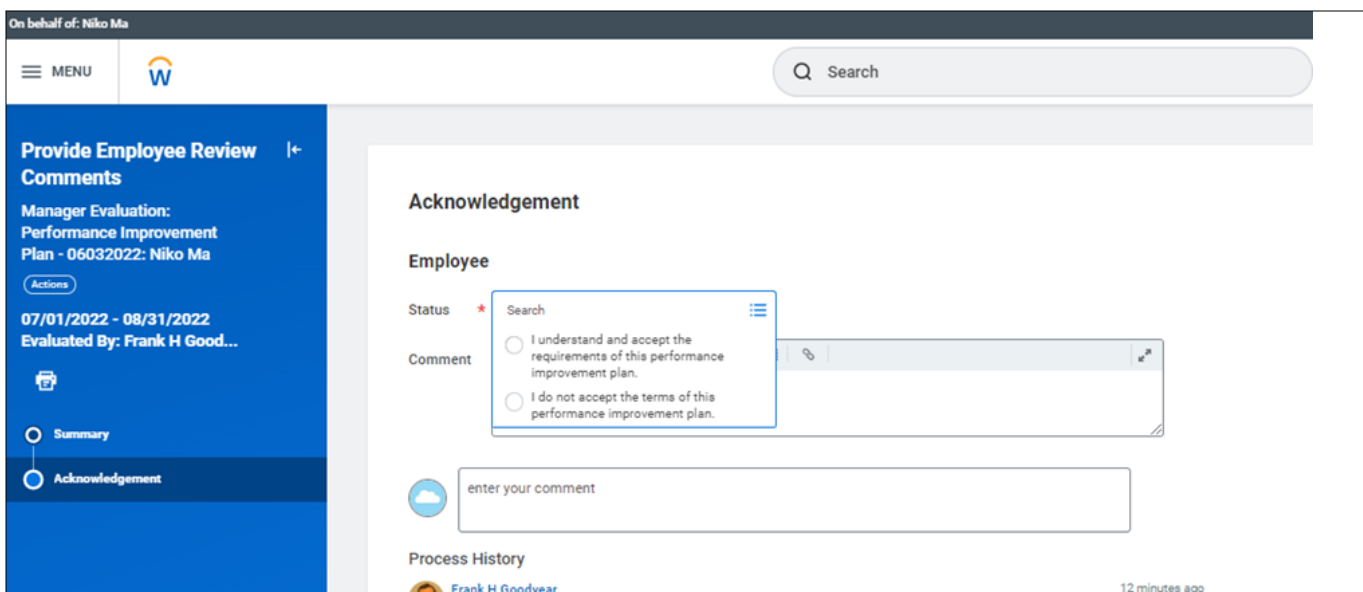 On behalf of: Niko Ma
MENU
Search
Provide Employee Review
Comments
Manager Evaluation:
Performance Improvement
Plan - 06032022: Niko Ma
Actions
07/01/2022 - 08/31/2022
Evaluated By: Frank H Good...
Summary
Acknowledgement
Acknowledgement
Employee
Status *
Search
I understand and accept the
requirements of this performance
improvement plan.
I do not accept the terms of this
performance improvement plan.
Comment
enter your comment
Process History
Frank H Goodyear
12 minutes ago